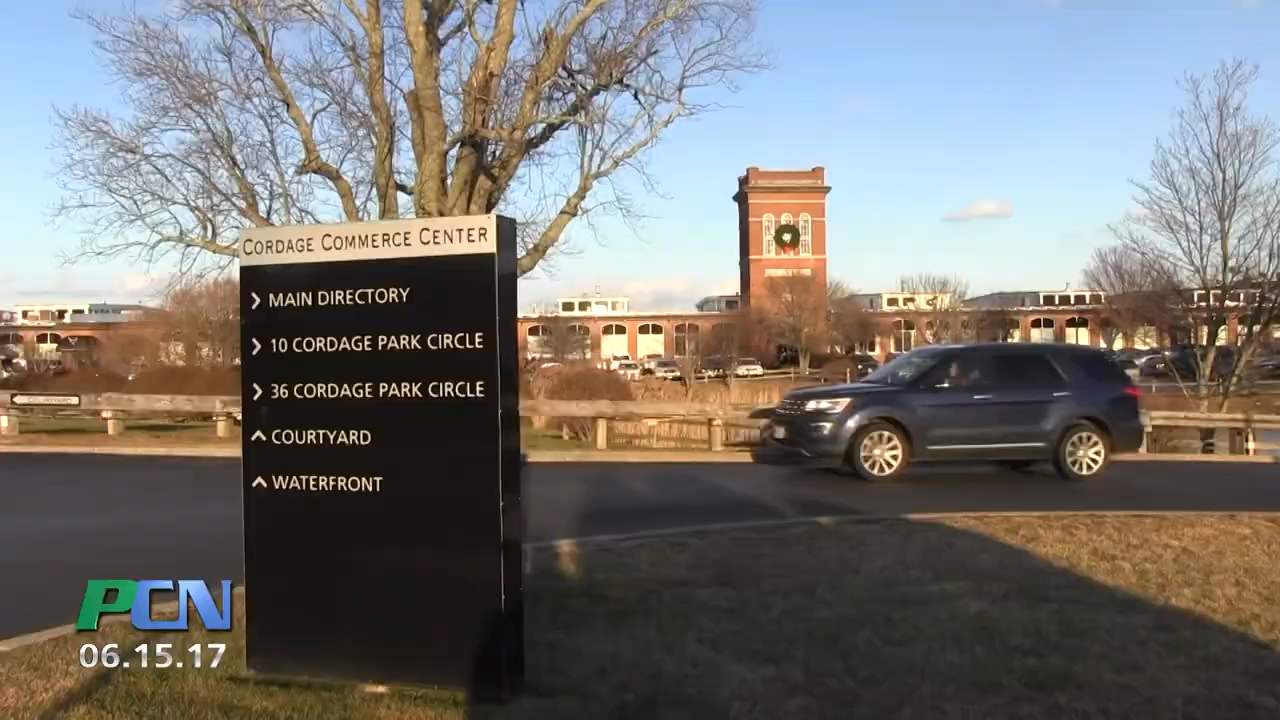 CORDAGE COMMERCE CENTER
MAIN DIRECTORY
10 CORDAGE PARK CIRCLE
36 CORDAGE PARK CIRCLE
COURTYARD
WATERFRONT
PCN
06.15.17